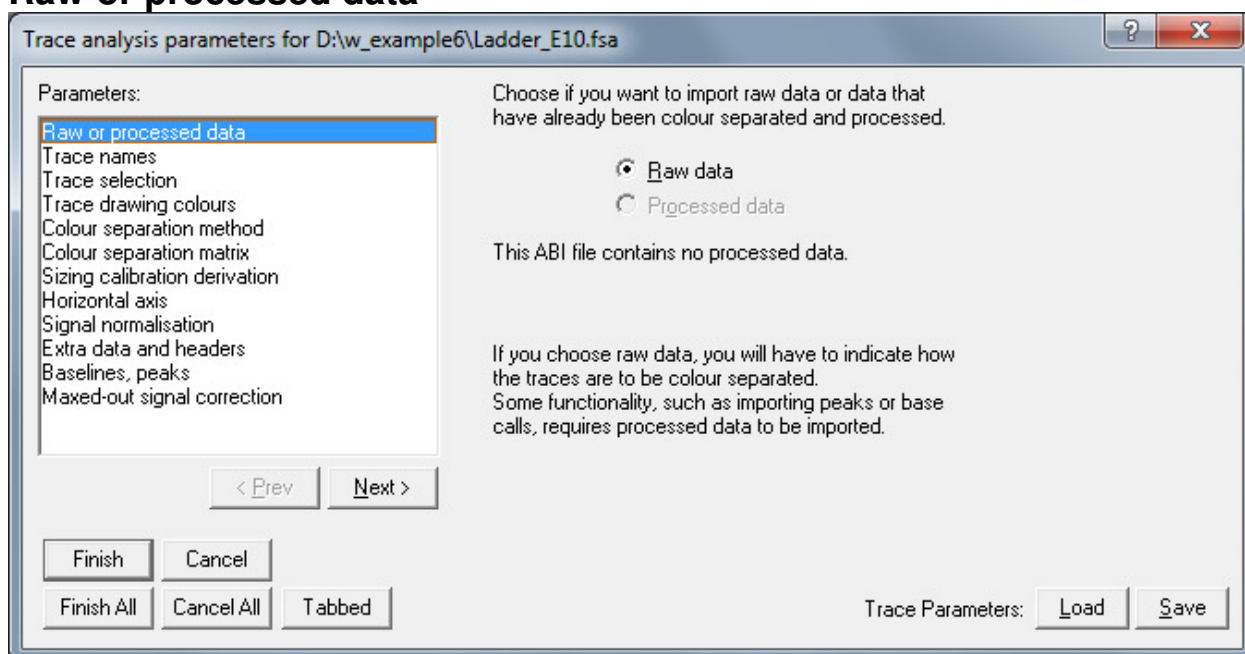 Raw or processed data
Trace analysis parameters for D:\w_example6\Ladder_E10.fsa
Parameters:
Raw or processed data
Trace names
Trace selection
Trace drawing colours
Colour separation method
Colour separation matrix
Sizing calibration derivation
Horizontal axis
Signal normalisation
Extra data and headers
Baselines, peaks
Maxed-out signal correction
< Prev
Next >
Choose if you want to import raw data or data that
have already been colour separated and processed.
Raw data
Processed data
This ABI file contains no processed data.
If you choose raw data, you will have to indicate how
the traces are to be colour separated.
Some functionality, such as importing peaks or base
calls, requires processed data to be imported.
Finish
Cancel
Finish All
Cancel All
Tabbed
Trace Parameters:
Load
Save